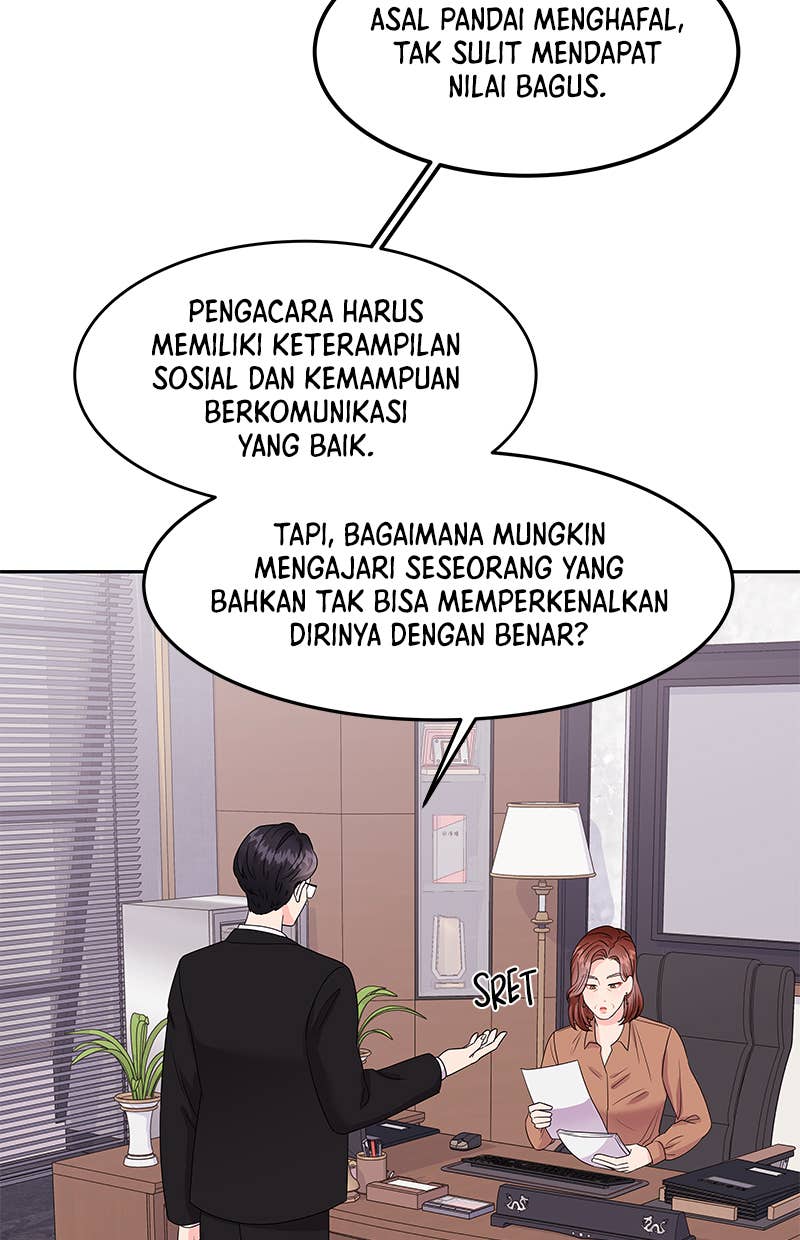 ASAL PANDAI MENGHAFAL,
TAK SULIT MENDAPAT
NILAI BAGUS.
PENGACARA HARUS
MEMILIKI KETERAMPILAN
SOSIAL DAN KEMAMPUAN
BERKOMUNIKASI
YANG BAIK.
TAPI, BAGAIMANA MUNGKIN
MENGAJARI SESEORANG YANG
BAHKAN TAK BISA MEMPERKENALKAN
DIRINYA DENGAN BENAR?
SRET